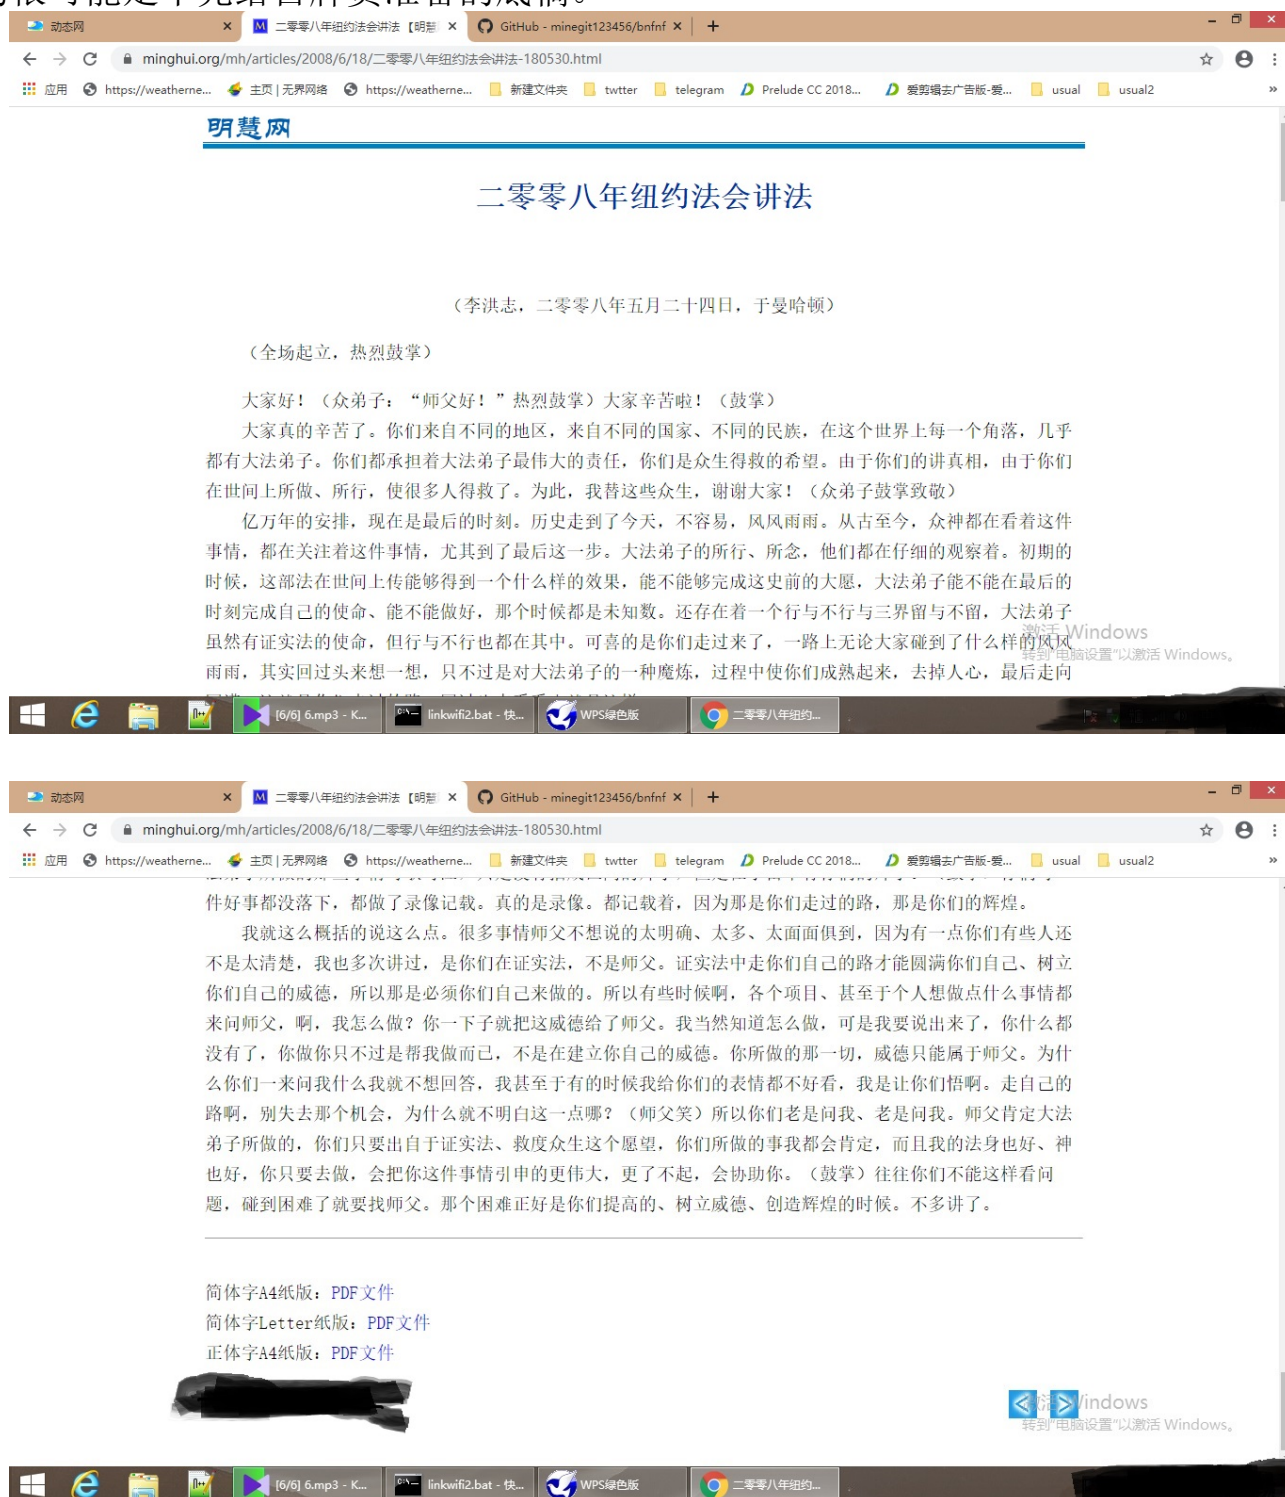 动态网 二零零八年纽约法会讲法【明慧 GitHub - minegit123456/bnfnf
minghui.org/mh/articles/2008/6/18/二零零八年纽约法会讲法-180530.html
应用 https://weatherne... 主页 | 无界网络 https://weatherne... 新建文件夹 twtter telegram Prelude CC 2018... 爱剪辑去广告版-爱... usual usual2 »
明慧网
二零零八年纽约法会讲法
（李洪志，二零零八年五月二十四日，于曼哈顿）
（全场起立，热烈鼓掌）
大家好！（众弟子：“师父好！”热烈鼓掌）大家辛苦啦！（鼓掌）
大家真的辛苦了。你们来自不同的地区，来自不同的国家、不同的民族，在这个世界上每一个角落，几乎
都有大法弟子。你们都承担着大法弟子最伟大的责任，你们是众生得救的希望。由于你们的讲真相，由于你们
在世间上所做、所行，使很多人得救了。为此，我替这些众生，谢谢大家！（众弟子鼓掌致敬）
亿万年的安排，现在是最后的时刻。历史走到了今天，不容易，风风雨雨。从古至今，众神都在看着这件
事情，都在关注着这件事情，尤其到了最后这一步。大法弟子的所行、所念，他们都在仔细的观察着。初期的
时候，这部法在世间上传能够得到一个什么样的效果，能不能够完成这史前的大愿，大法弟子能不能在最后的
时刻完成自己的使命、能不能做好，那个时候都是未知数。还存在着一个行与不行与三界留与不留，大法弟子
虽然有证实法的使命，但行与不行也都在其中。可喜的是你们走过来了，一路上无论大家碰到了什么样的风风
雨雨，其实回过头来想一想，只不过是对大法弟子的一种魔炼，过程中使你们成熟起来，去掉人心，最后走向
激活 Windows
转到“电脑设置”以激活 Windows。
[6/6] 6.mp3 - K... linkwifi2.bat - 快... WPS绿色版 二零零八年纽约...
动态网 二零零八年纽约法会讲法【明慧 GitHub - minegit123456/bnfnf
minghui.org/mh/articles/2008/6/18/二零零八年纽约法会讲法-180530.html
应用 https://weatherne... 主页 | 无界网络 https://weatherne... 新建文件夹 twtter telegram Prelude CC 2018... 爱剪辑去广告版-爱... usual usual2 »
件好事都没落下，都做了录像记载。真的是录像。都记载着，因为那是你们走过的路，那是你们的辉煌。
我就这么概括的说这么点。很多事情师父不想说的太明确、太多、太面面俱到，因为有一点你们有些人还
不是太清楚，我也多次讲过，是你们在证实法，不是师父。证实法中走你们自己的路才能圆满你们自己、树立
你们自己的威德，所以那是必须你们自己来做的。所以有些时候啊，各个项目、甚至于个人想做点什么事情都
来问师父，啊，我怎么做？你一下子就把这威德给了师父。我当然知道怎么做，可是我要说出来了，你什么都
没有了，你做你只不过是帮我做而已，不是在建立你自己的威德。你所做的那一切，威德只能属于师父。为什
么你们一来问我什么我就不想回答，我甚至于有的时候我给你们的表情都不好看，我是让你们悟啊。走自己的
路啊，别失去那个机会，为什么就不明白这一点哪？（师父笑）所以你们老是问我、老是问我。师父肯定大法
弟子所做的，你们只要出自于证实法、救度众生这个愿望，你们所做的事我都会肯定，而且我的法身也好、神
也好，你只要去做，会把你这件事情引申的更伟大，更了不起，会协助你。（鼓掌）往往你们不能这样看问
题，碰到困难了就要找师父。那个困难正好是你们提高的、树立威德、创造辉煌的时候。不多讲了。
简体字A4纸版：PDF文件
简体字Letter纸版：PDF文件
正体字A4纸版：PDF文件
激活 Windows
转到“电脑设置”以激活 Windows。
[6/6] 6.mp3 - K... linkwifi2.bat - 快... WPS绿色版 二零零八年纽约...